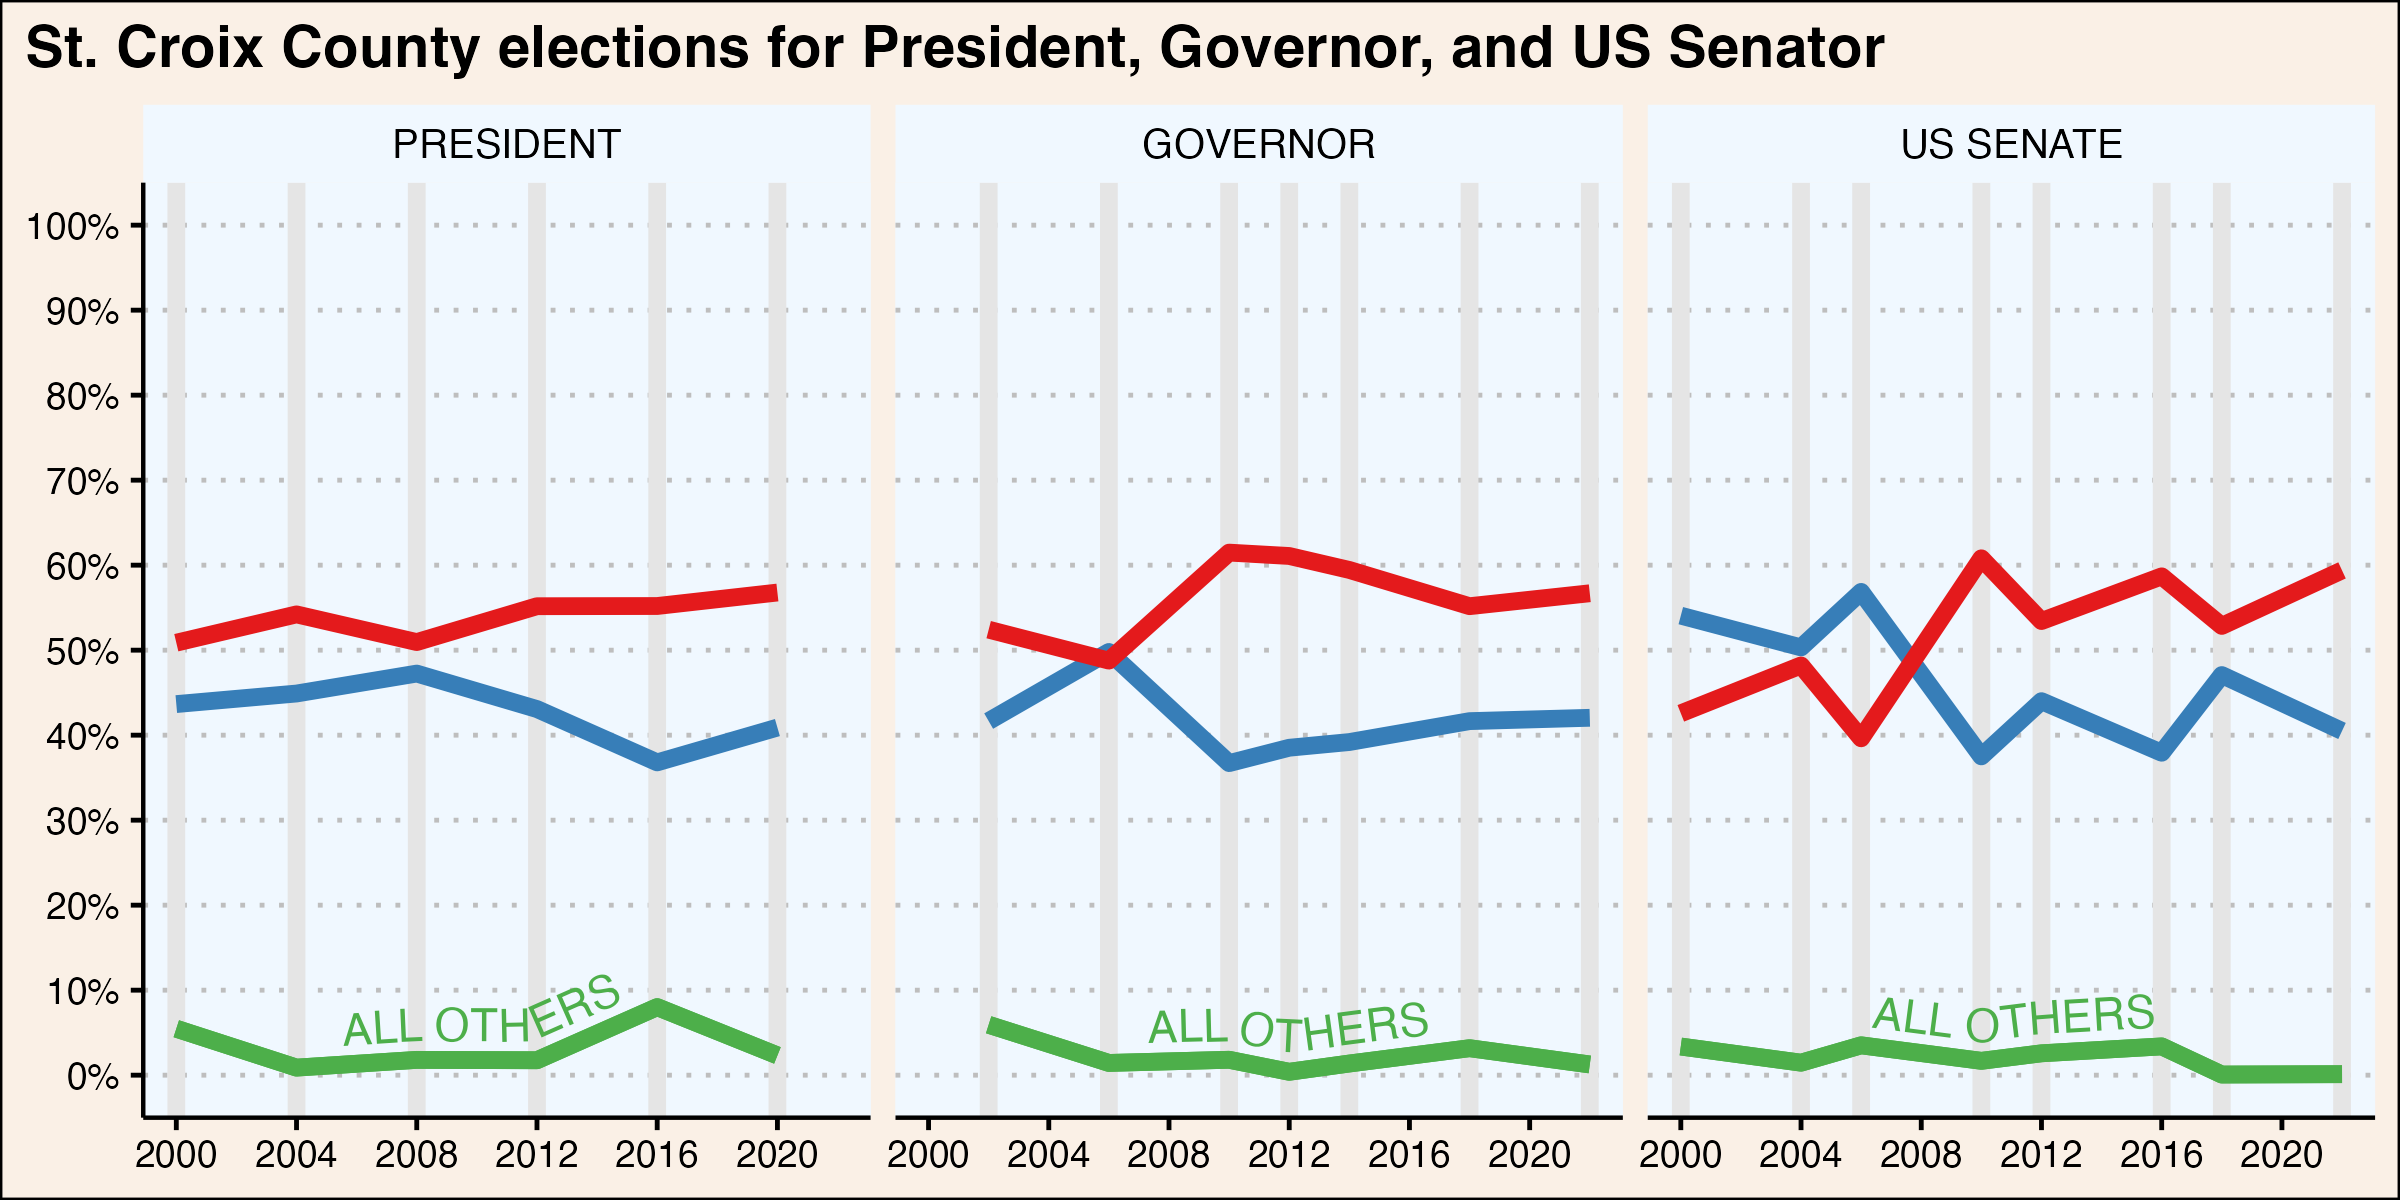 St. Croix County elections for President, Governor, and US Senator
PRESIDENT
GOVERNOR
US SENATE
100%
90%
80%
70%
60%
50%
40%
30%
20%
10%
0%
ALL OTHERS
ALL OTHERS
ALL OTHERS
2000 2004 2008 2012 2016 2020
2000 2004 2008 2012 2016 2020
2000 2004 2008 2012 2016 2020